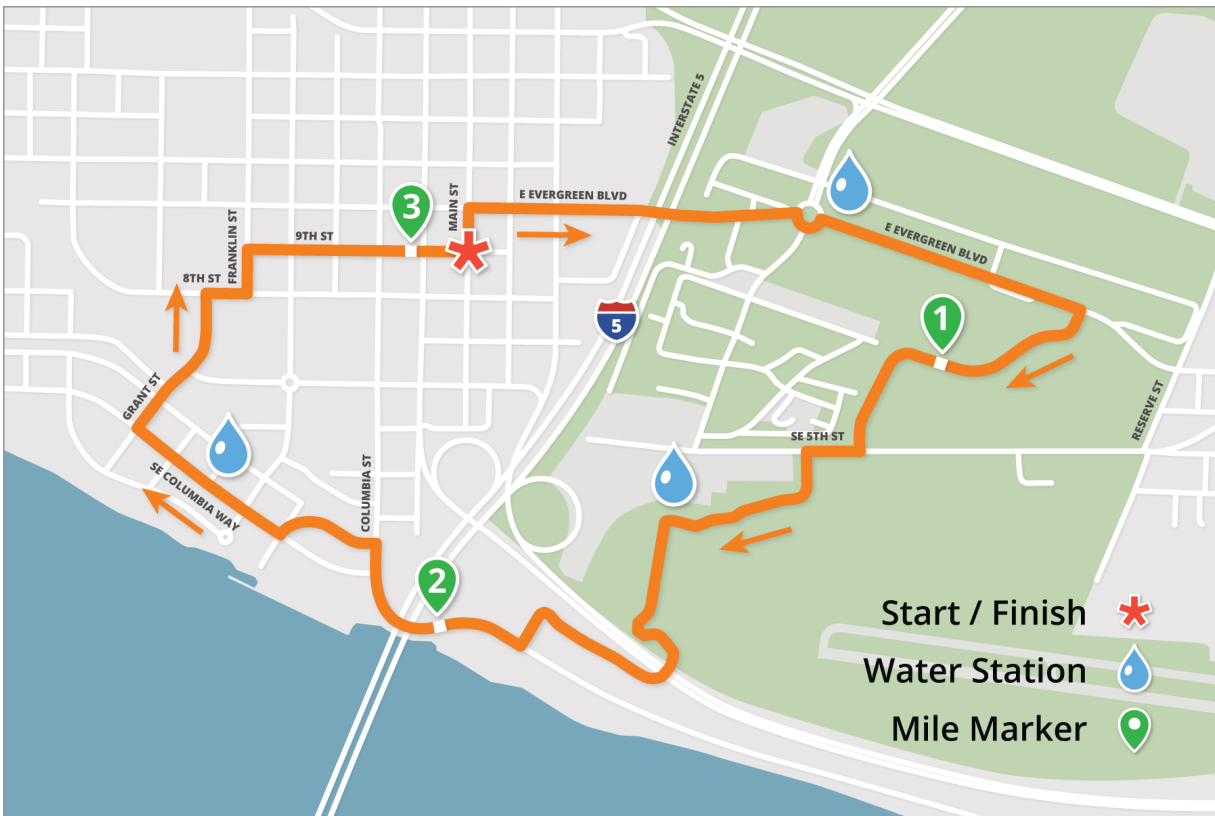 INTERSTATE 5
E EVERGREEN BLVD
MAIN ST
3
FRANKLIN ST
9TH ST
8TH ST
E EVERGREEN BLVD
5
1
GRANT ST
RESERVE ST
SE 5TH ST
SE COLUMBIA WAY
COLUMBIA ST
2
Start / Finish
Water Station
Mile Marker